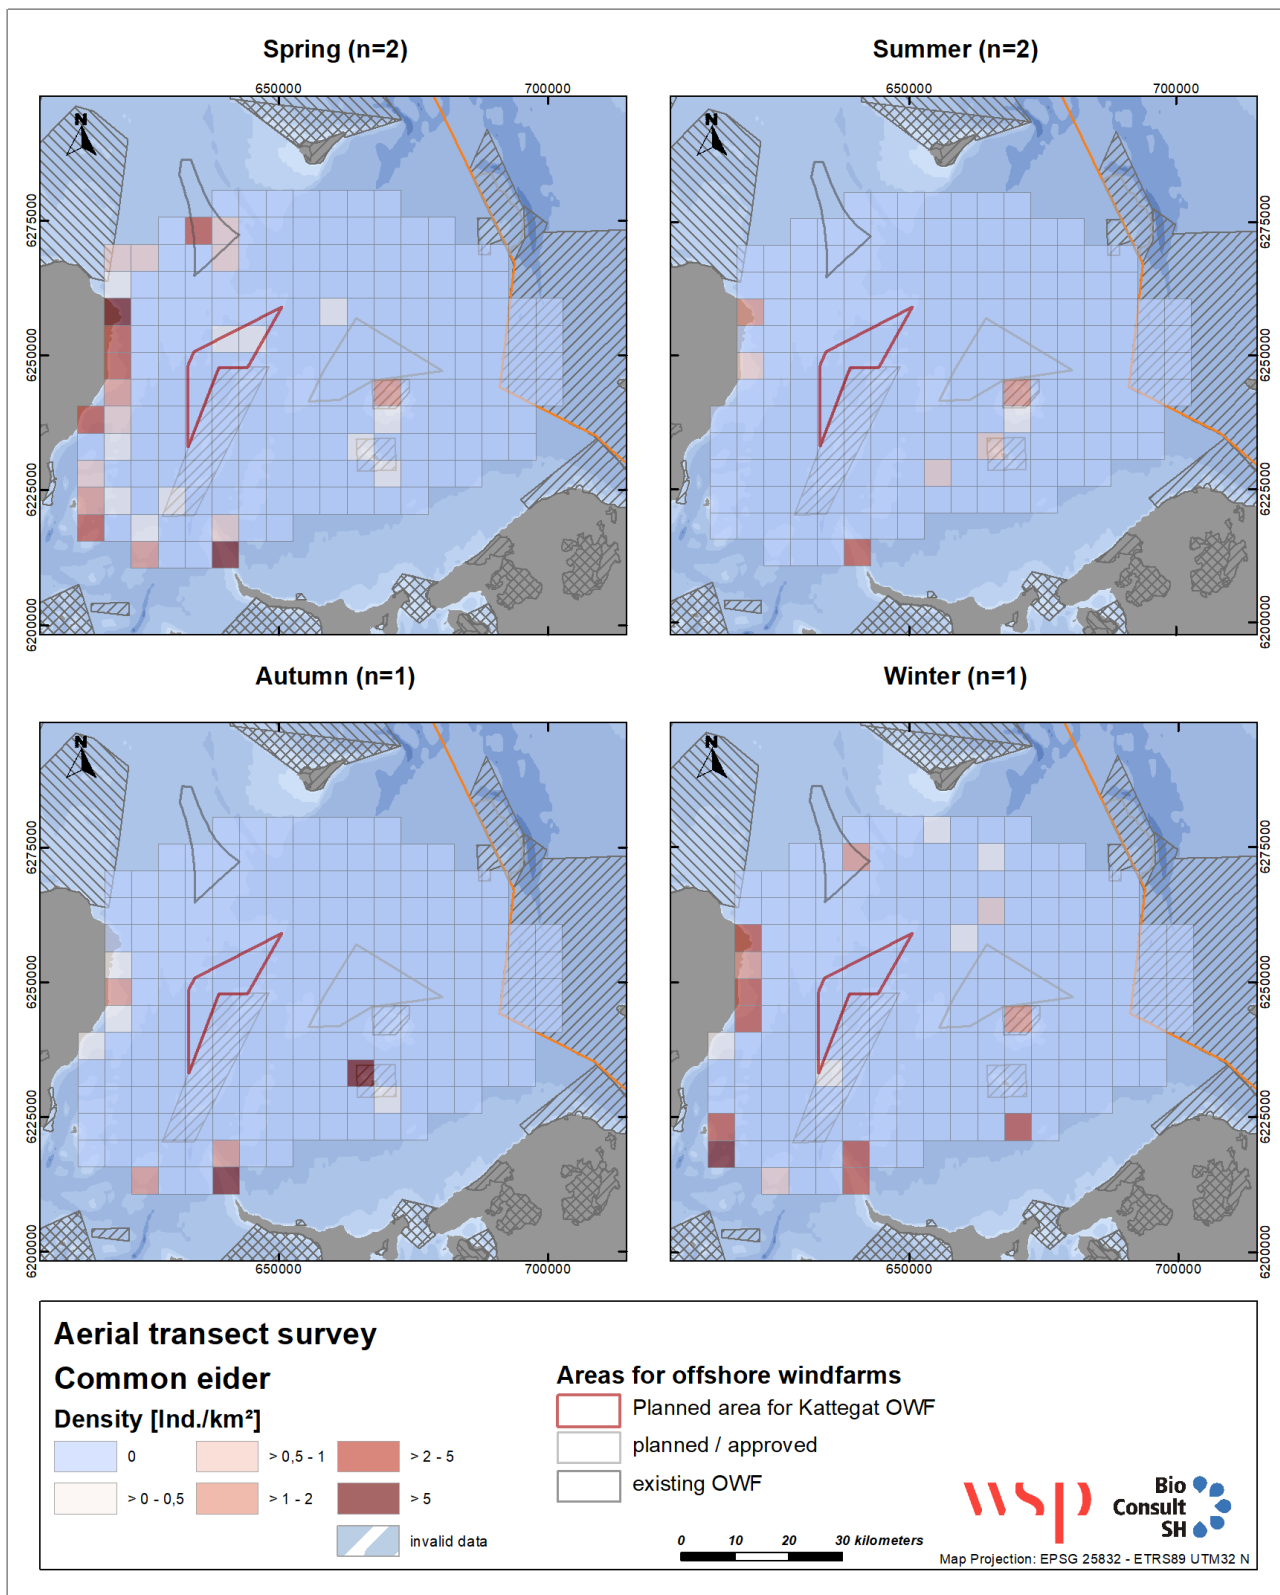 Spring (n=2)
Summer (n=2)
650000
700000
650000
700000
N
N
6275000
6250000
6225000
6200000
6275000
6250000
6225000
6200000
Autumn (n=1)
Winter (n=1)
N
N
6275000
6250000
6225000
6200000
6275000
6250000
6225000
6200000
650000
700000
650000
700000
Aerial transect survey
Common eider
Density [Ind./km²]
0
> 0,5 - 1
> 2 - 5
> 0 - 0,5
> 1 - 2
> 5
invalid data
Areas for offshore windfarms
Planned area for Kattegat OWF
planned / approved
existing OWF
0 10 20 30 kilometers
wsp
Bio
Consult
SH
Map Projection: EPSG 25832 - ETRS89 UTM32 N